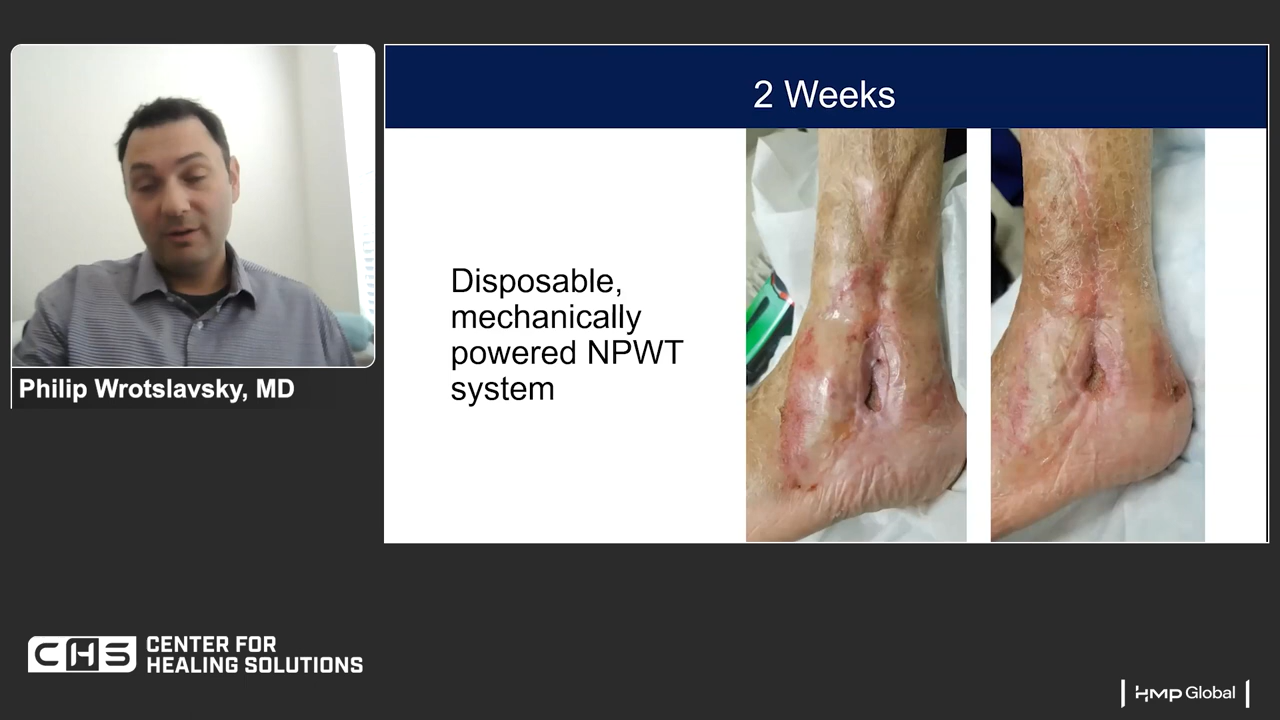 2 Weeks
Disposable,
mechanically
powered NPWT
system
Philip Wrotslavsky, MD
CHS
CENTER FOR
HEALING SOLUTIONS
HMP Global